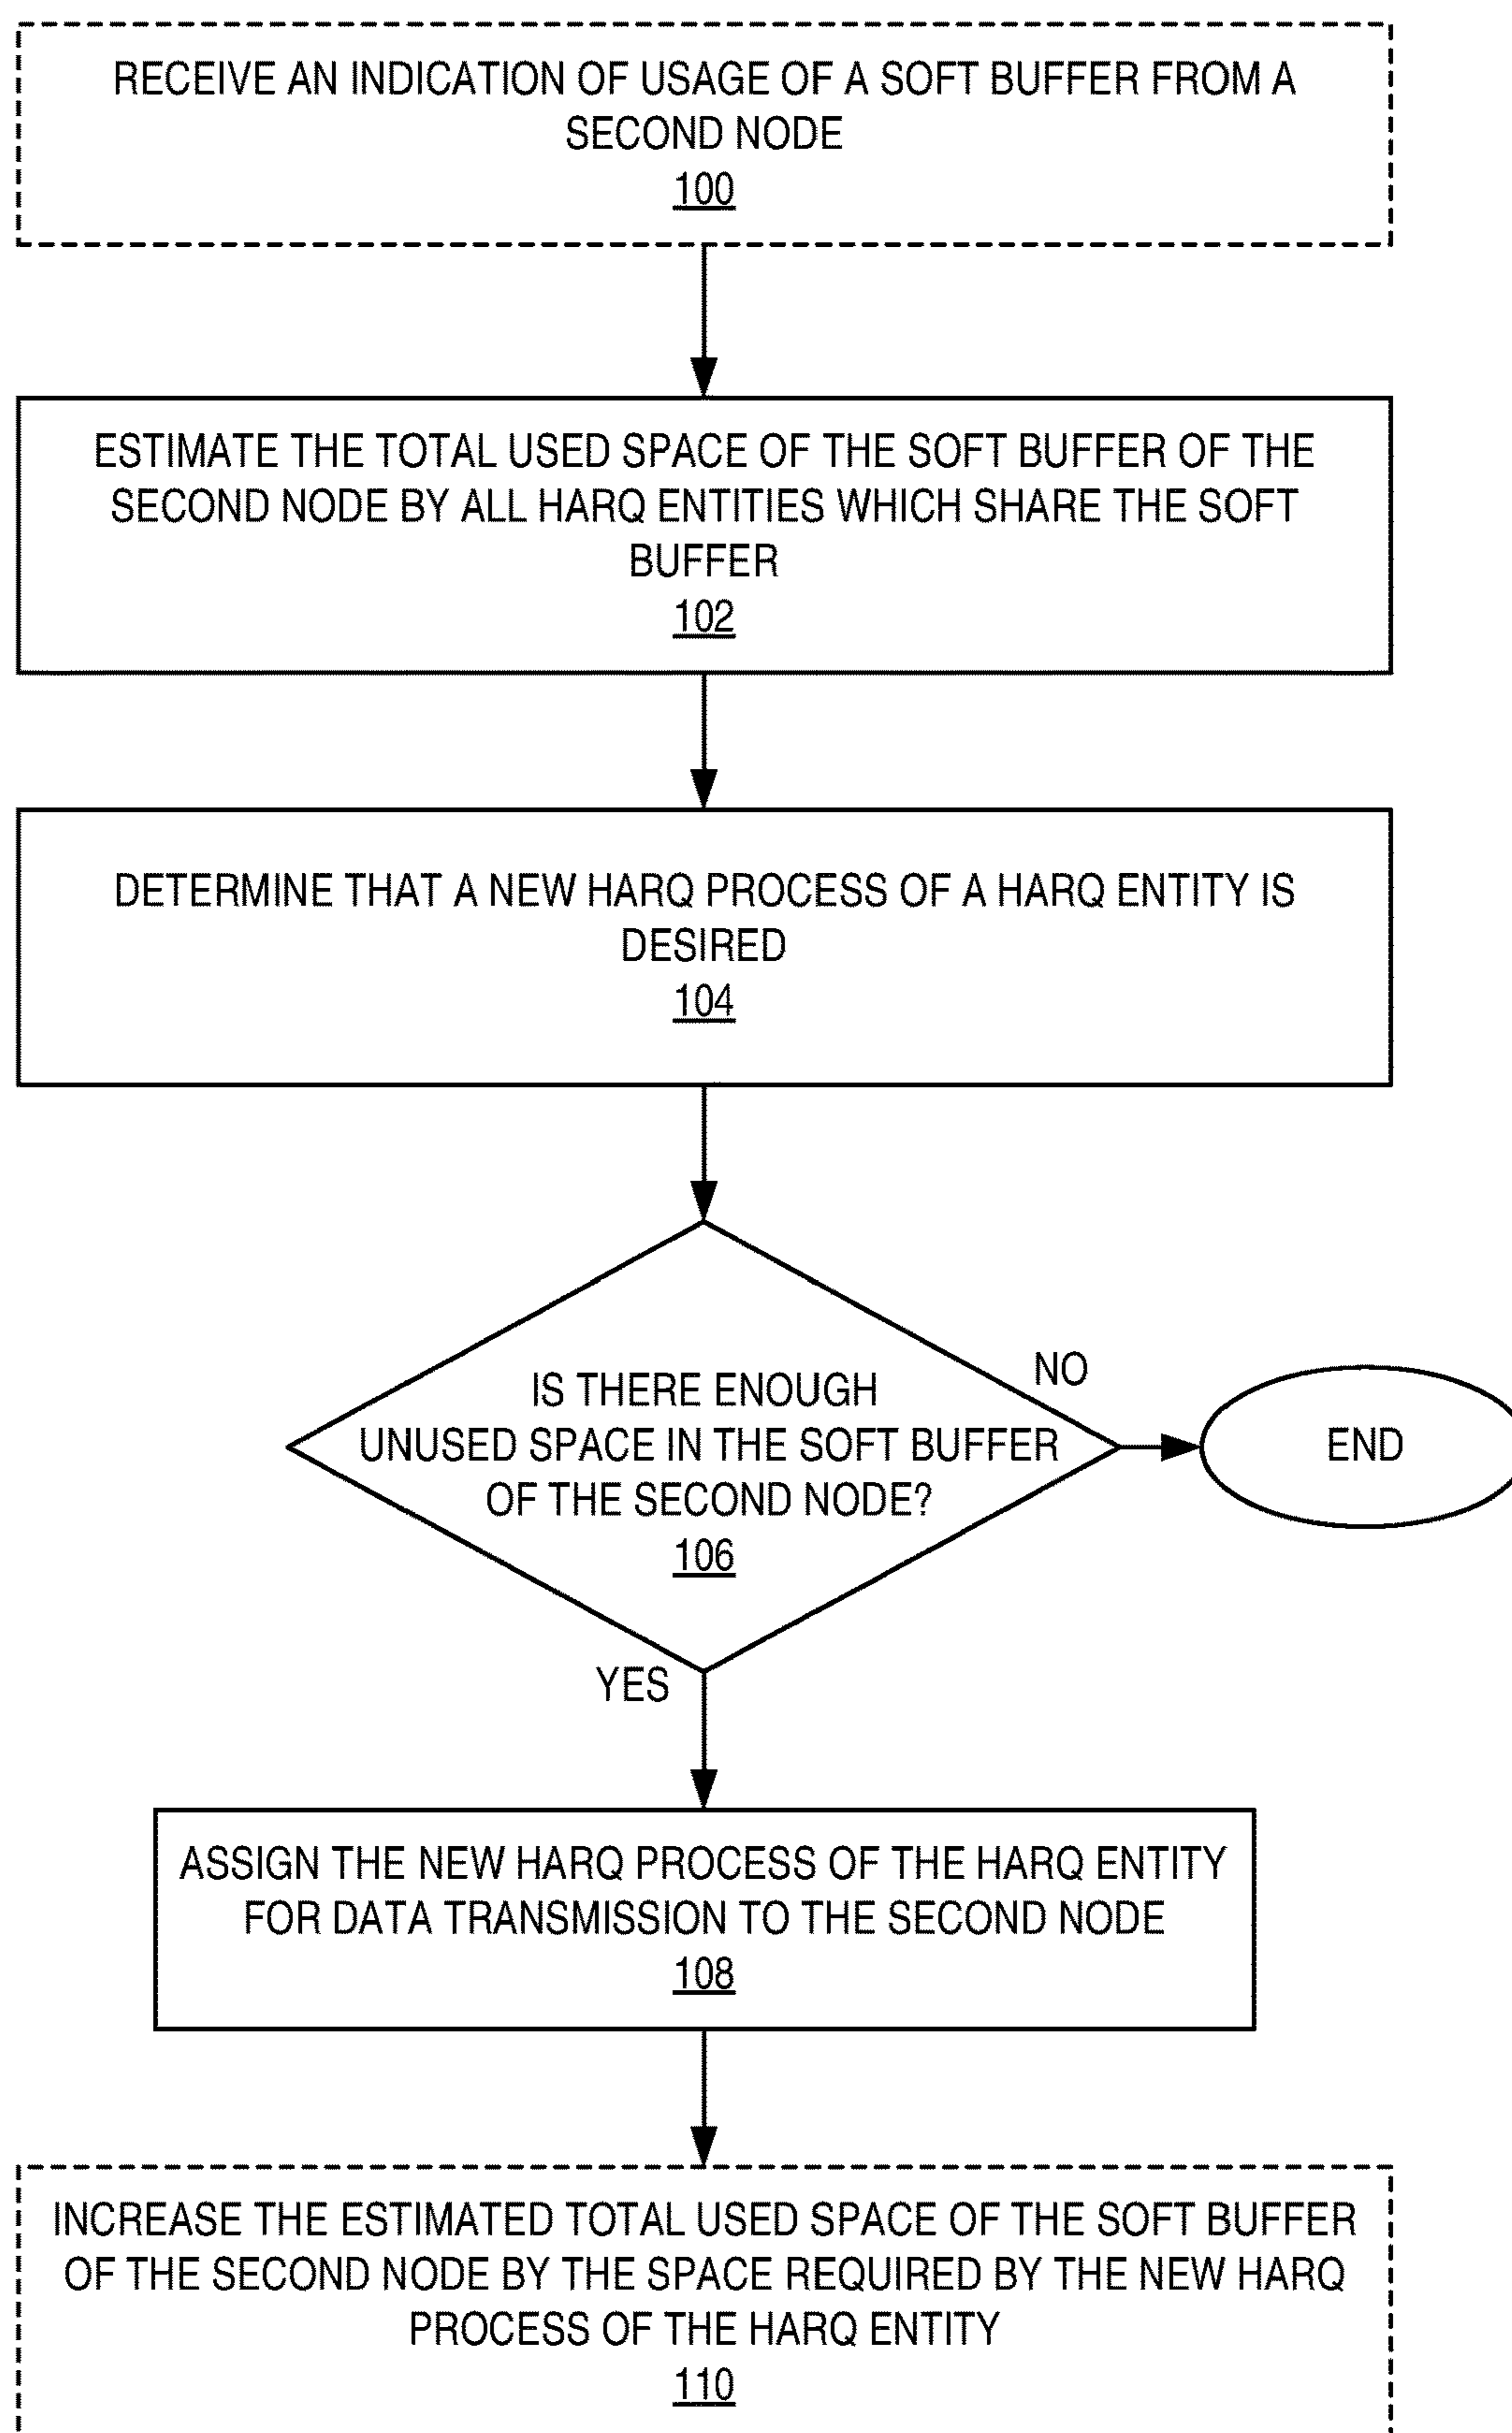 RECEIVE AN INDICATION OF USAGE OF A SOFT BUFFER FROM A
SECOND NODE
100
ESTIMATE THE TOTAL USED SPACE OF THE SOFT BUFFER OF THE
SECOND NODE BY ALL HARQ ENTITIES WHICH SHARE THE SOFT
BUFFER
102
DETERMINE THAT A NEW HARQ PROCESS OF A HARQ ENTITY IS
DESIRED
104
IS THERE ENOUGH
UNUSED SPACE IN THE SOFT BUFFER
OF THE SECOND NODE?
106
NO
END
YES
ASSIGN THE NEW HARQ PROCESS OF THE HARQ ENTITY
FOR DATA TRANSMISSION TO THE SECOND NODE
108
INCREASE THE ESTIMATED TOTAL USED SPACE OF THE SOFT BUFFER
OF THE SECOND NODE BY THE SPACE REQUIRED BY THE NEW HARQ
PROCESS OF THE HARQ ENTITY
110